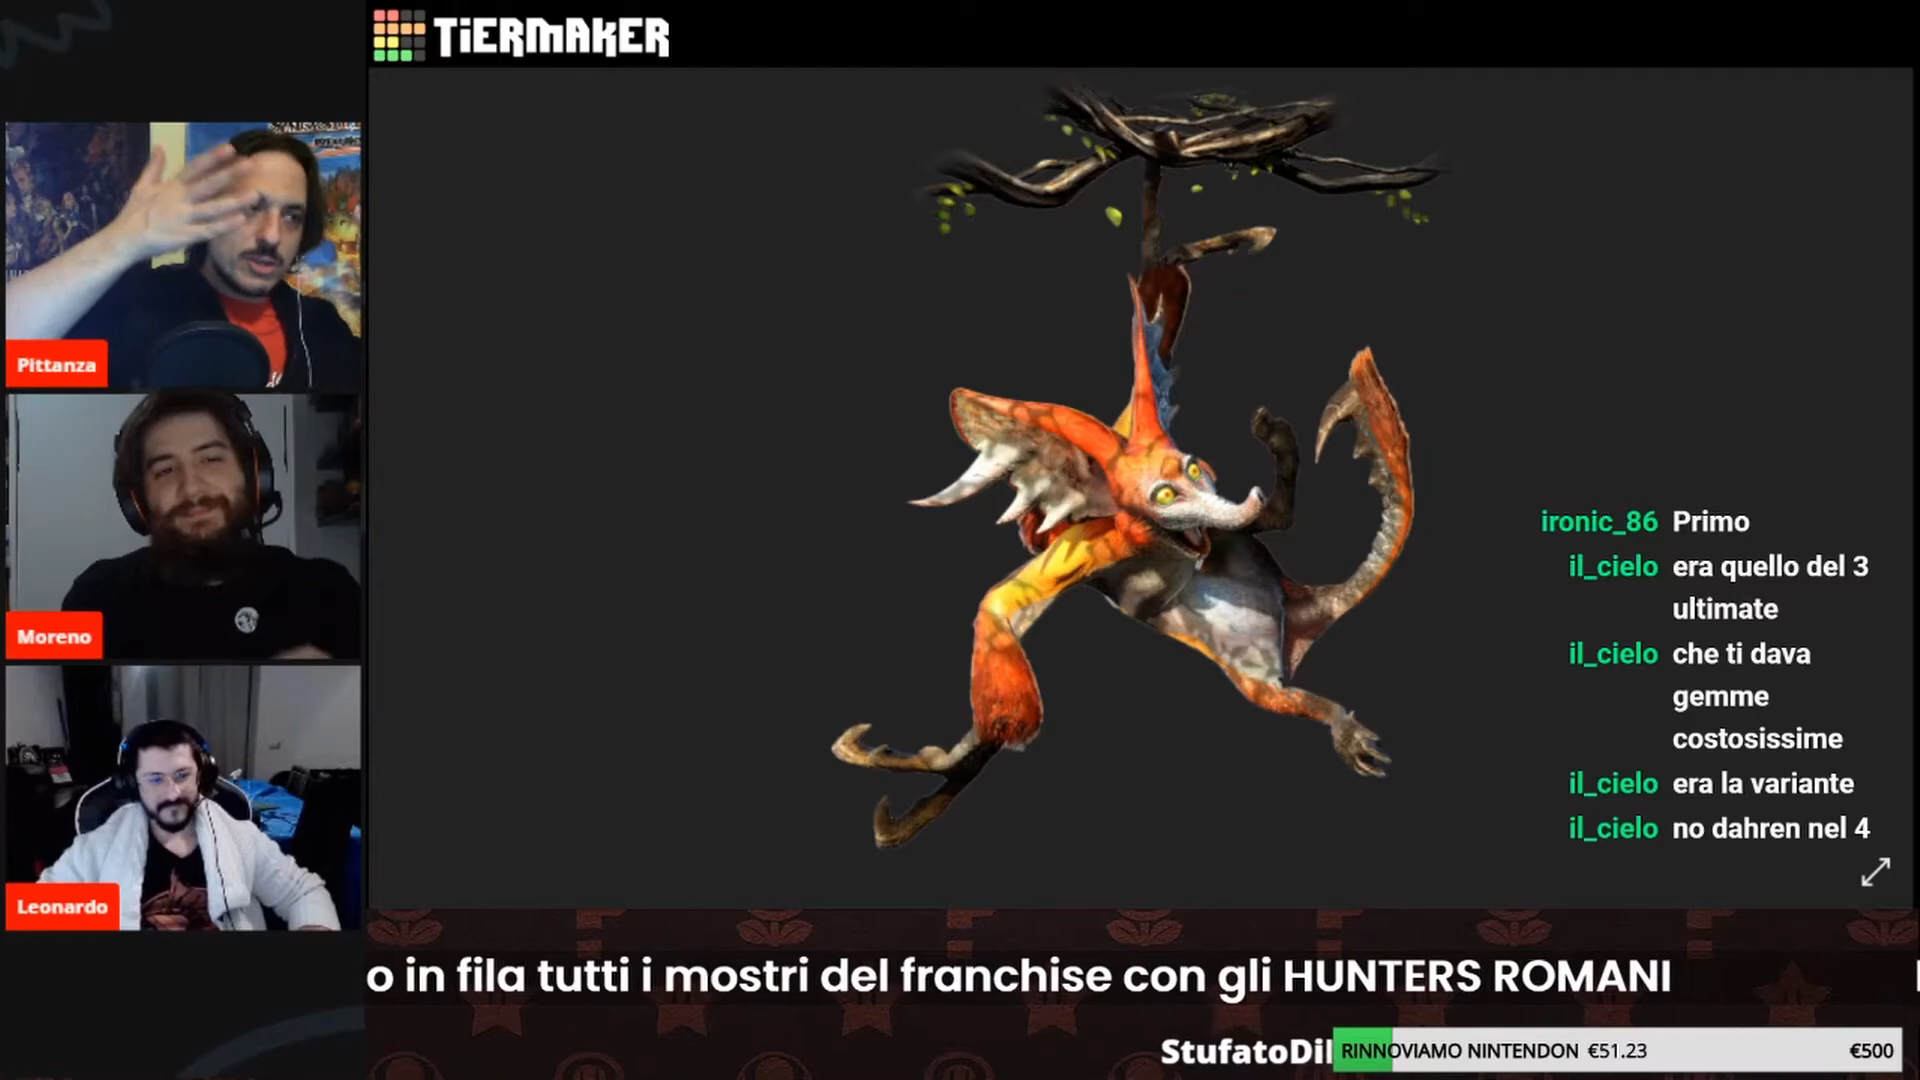 TiERMAKER
Pittanza
Moreno
Leonardo
ironic_86 Primo
il_cielo era quello del 3
ultimate
il_cielo che ti dava
gemme
costosissime
il_cielo era la variante
il_cielo no dahren nel 4
o in fila tutti i mostri del franchise con gli HUNTERS ROMANI
StufatoDi
RINNOVIAMO NINTENDON €51.23
€500